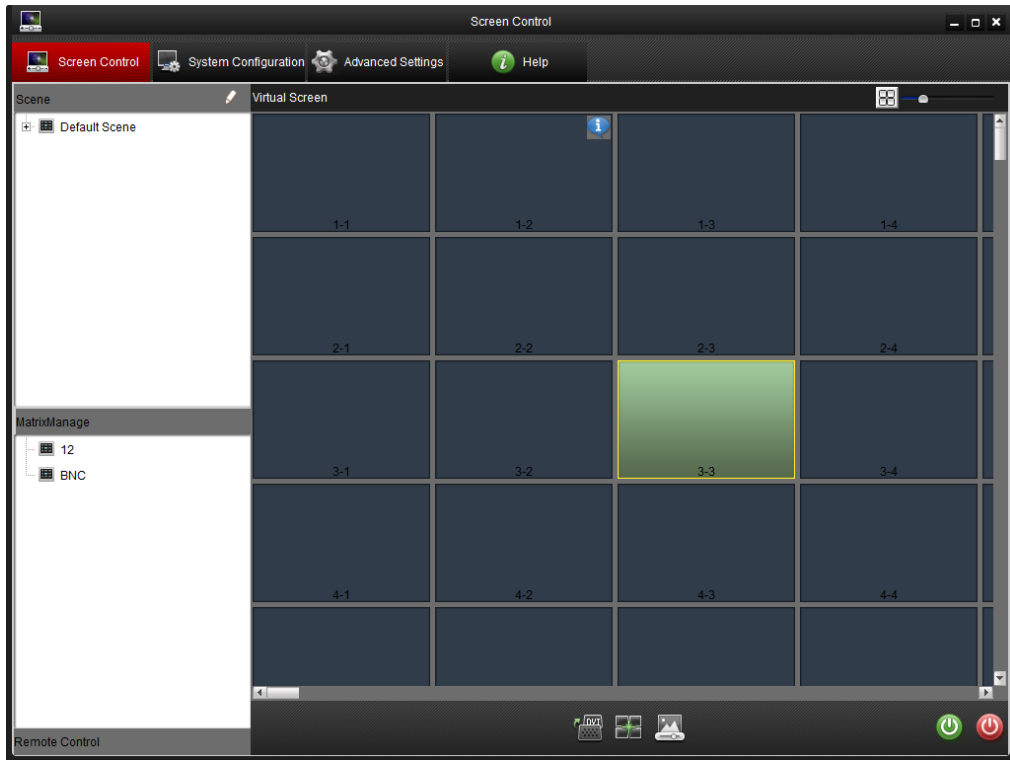 Screen Control
Screen Control System Configuration Advanced Settings Help
Scene Virtual Screen
Default Scene
1-1 1-2 1-3 1-4
2-1 2-2 2-3 2-4
MatrixManage
12
BNC
3-1 3-2 3-3 3-4
4-1 4-2 4-3 4-4
DVI
Remote Control